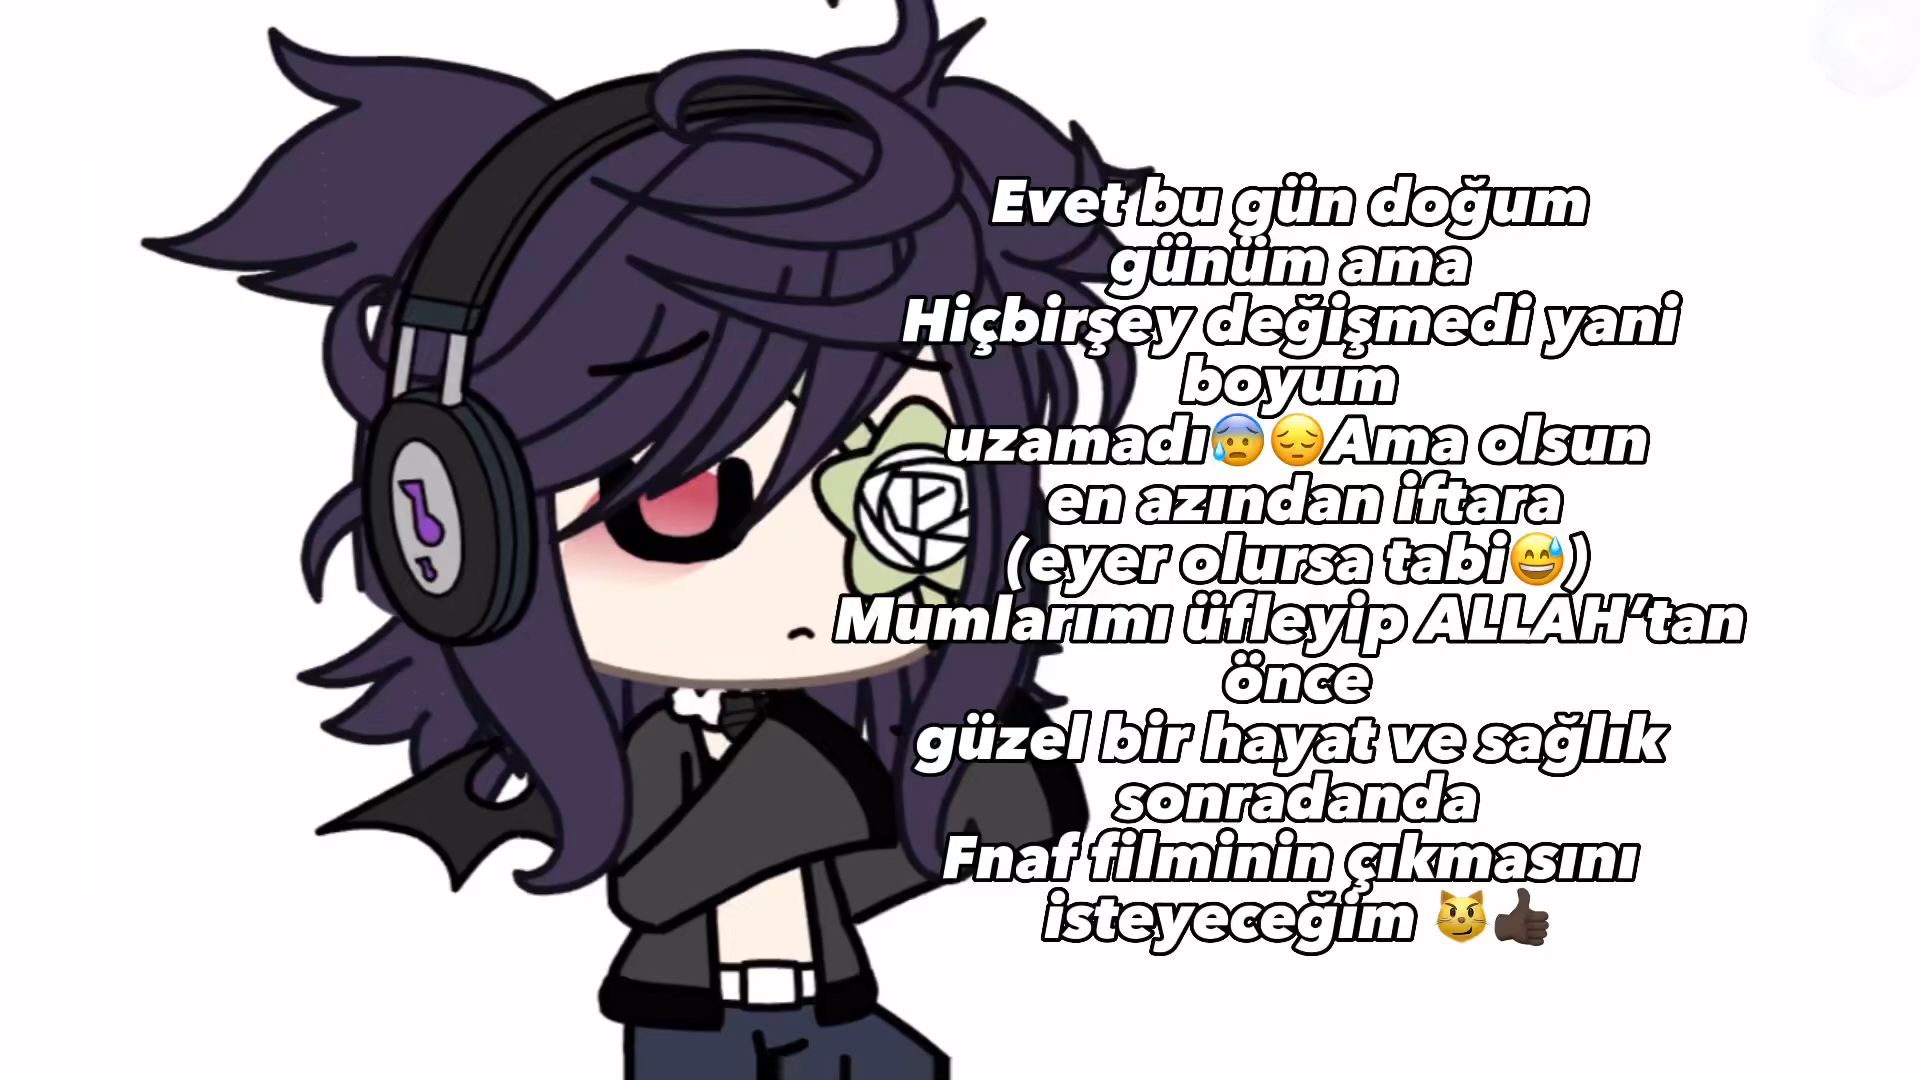 Evet bu gün doğum
günüm ama
Hiçbirşey değişmedi yani
boyum
uzamadı😰😔Ama olsun
en azından iftara
(eyer olursa tabi😅)
Mumlarımı üfleyip ALLAH’tan
önce
güzel bir hayat ve sağlık
sonradanda
Fnaf filminin çıkmasını
isteyeceğim 😼👍🏿